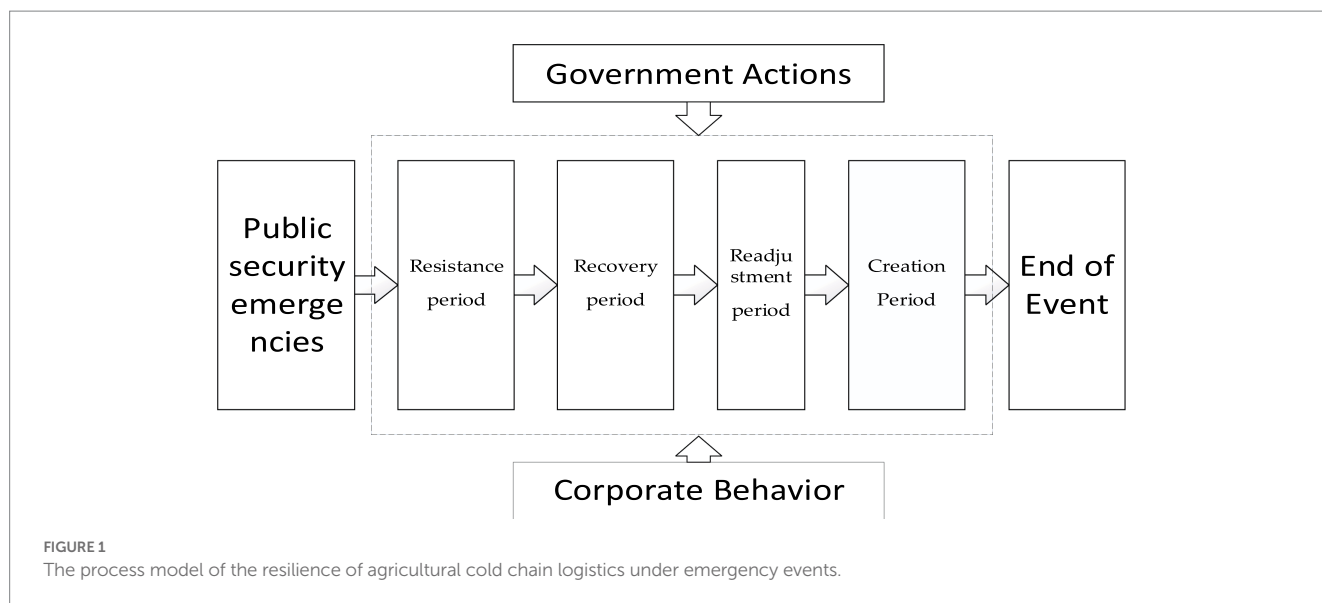 Government Actions
Public
security
emerge
ncies
Resistance
period
Recovery
period
Readju
stment
period
Creation
Period
End of
Event
Corporate Behavior
FIGURE 1
The process model of the resilience of agricultural cold chain logistics under emergency events.